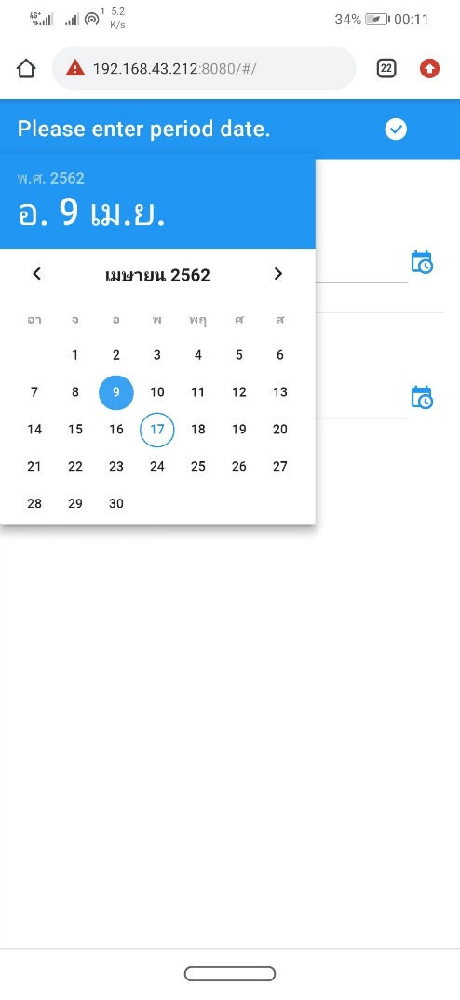 4G+
1
5.2
K/s
34%
00:11
192.168.43.212:8080/#/
22
Please enter period date.
พ.ศ. 2562
อ. 9 เม.ย.
เมษายน 2562
อา จ อ พ พฤ ศ ส
1 2 3 4 5 6
7 8 9 10 11 12 13
14 15 16 17 18 19 20
21 22 23 24 25 26 27
28 29 30